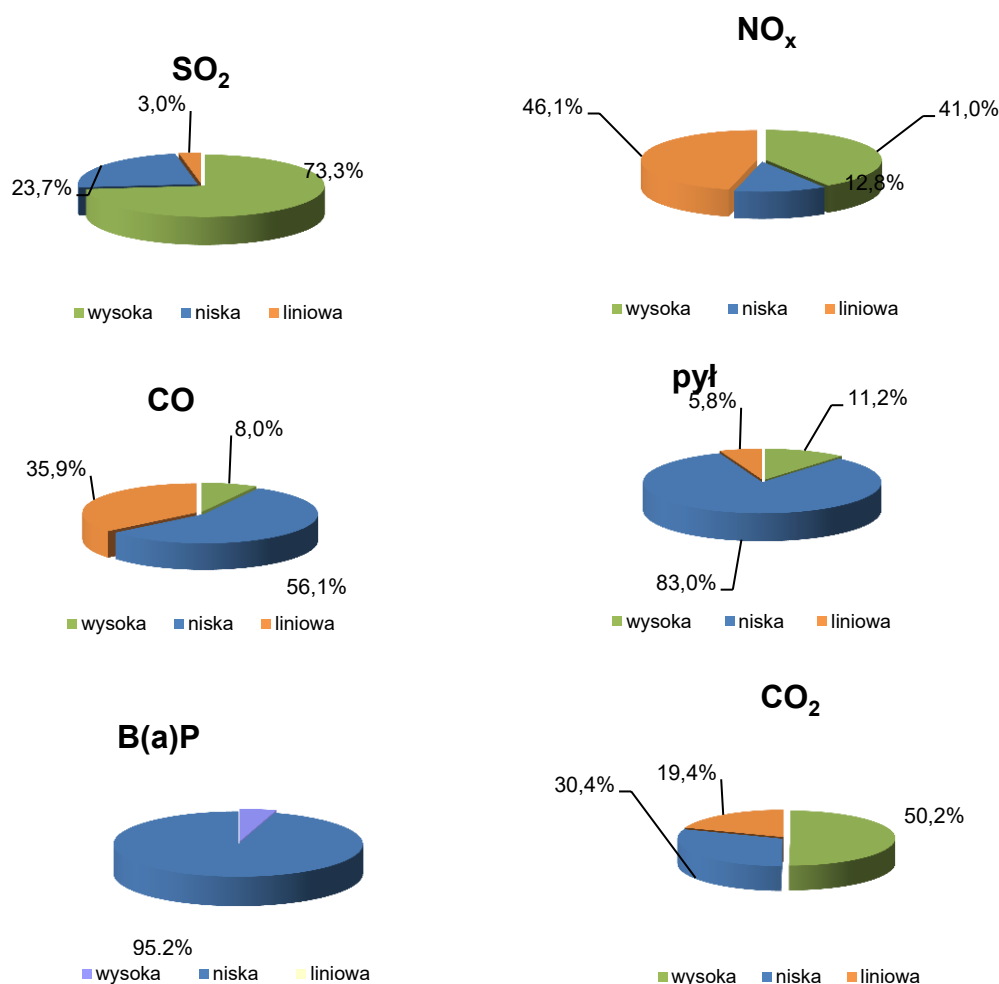 SO₂
3,0%
23,7%
73,3%
wysoka niska liniowa
NOₓ
46,1%
41,0%
12,8%
wysoka niska liniowa
CO
8,0%
35,9%
56,1%
wysoka niska liniowa
pył
5,8%
11,2%
83,0%
wysoka niska liniowa
B(a)P
95.2%
wysoka niska liniowa
CO₂
19,4%
30,4%
50,2%
wysoka niska liniowa